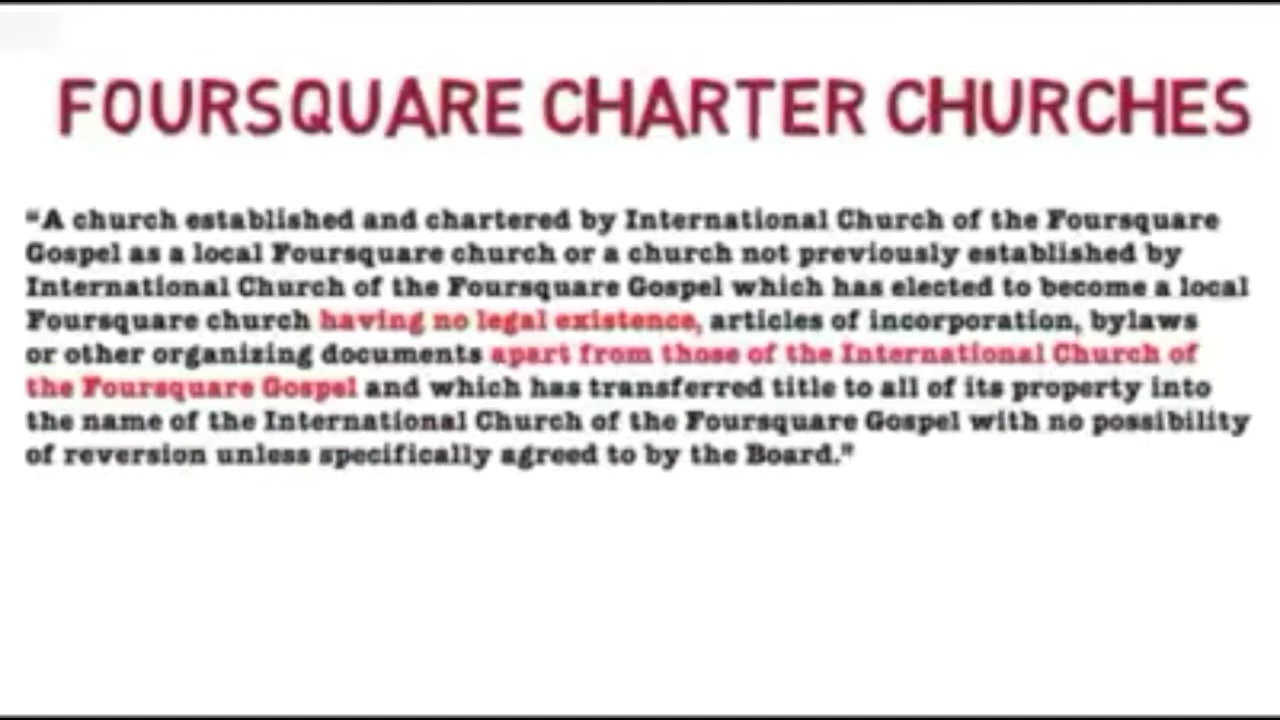 FOURSQUARE CHARTER CHURCHES
“A church established and chartered by International Church of the Foursquare
Gospel as a local Foursquare church or a church not previously established by
International Church of the Foursquare Gospel which has elected to become a local
Foursquare church having no legal existence, articles of incorporation, bylaws
or other organizing documents apart from those of the International Church of
the Foursquare Gospel and which has transferred title to all of its property into
the name of the International Church of the Foursquare Gospel with no possibility
of reversion unless specifically agreed to by the Board.”